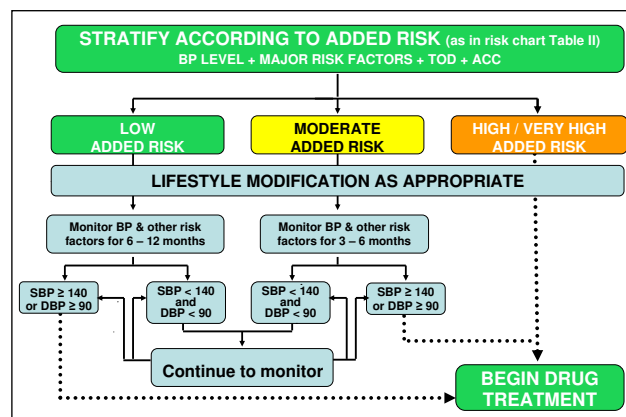 STRATIFY ACCORDING TO ADDED RISK (as in risk chart Table II)
BP LEVEL + MAJOR RISK FACTORS + TOD + ACC
LOW
ADDED RISK
MODERATE
ADDED RISK
HIGH / VERY HIGH
ADDED RISK
LIFESTYLE MODIFICATION AS APPROPRIATE
Monitor BP & other risk
factors for 6 – 12 months
Monitor BP & other risk
factors for 3 – 6 months
SBP ≥ 140
or DBP ≥ 90
SBP < 140
and
DBP < 90
SBP < 140
and
DBP < 90
SBP ≥ 140
or DBP ≥ 90
Continue to monitor
BEGIN DRUG
TREATMENT